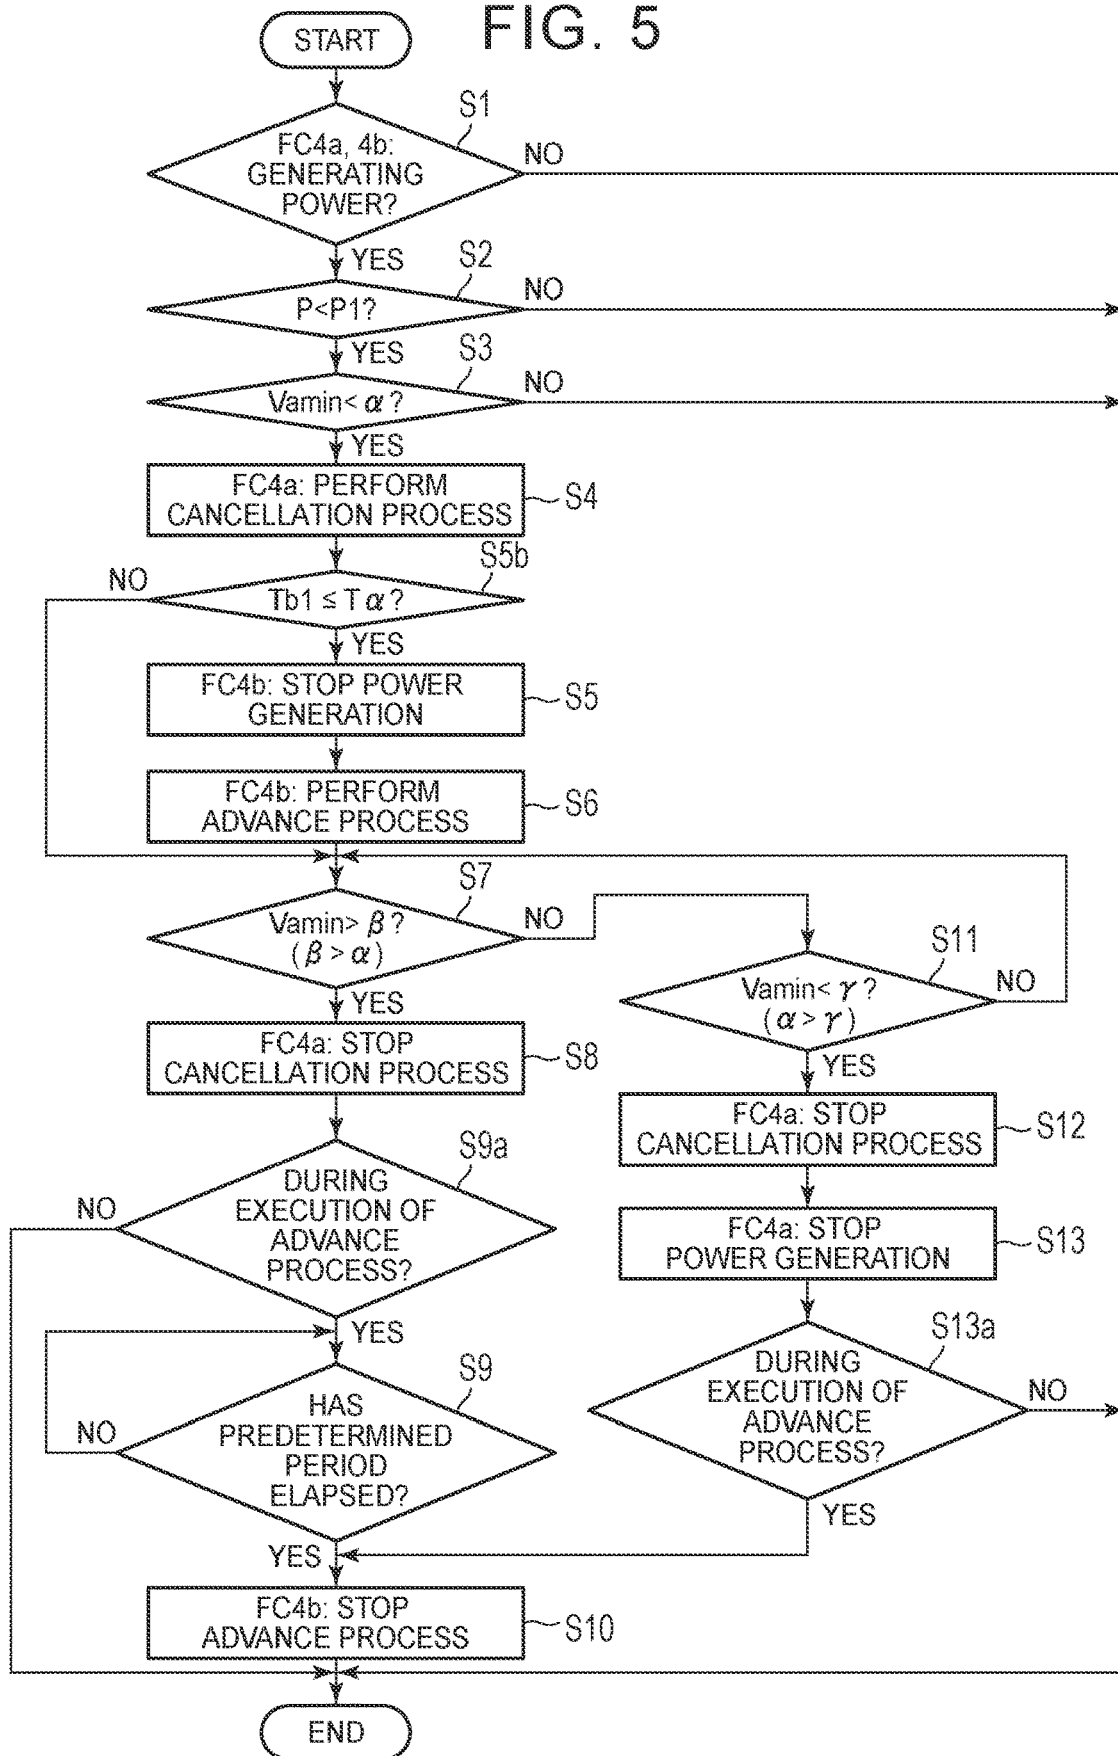 FIG. 5
START
S1
FC4a, 4b:
GENERATING
POWER?
NO
YES
S2
P<P1?
NO
YES
S3
Vamin< α ?
NO
YES
FC4a: PERFORM
CANCELLATION PROCESS
S4
S5b
NO
Tb1 ≤ T α ?
YES
FC4b: STOP POWER
GENERATION
S5
FC4b: PERFORM
ADVANCE PROCESS
S6
S7
Vamin> β ?
(β > α)
NO
YES
S11
Vamin< γ ?
(α > γ)
NO
YES
FC4a: STOP
CANCELLATION PROCESS
S8
FC4a: STOP
CANCELLATION PROCESS
S12
S9a
DURING
EXECUTION OF
ADVANCE
PROCESS?
NO
YES
FC4a: STOP
POWER GENERATION
S13
S13a
DURING
EXECUTION OF
ADVANCE
PROCESS?
NO
YES
S9
HAS
PREDETERMINED
PERIOD
ELAPSED?
NO
YES
FC4b: STOP
ADVANCE PROCESS
S10
END